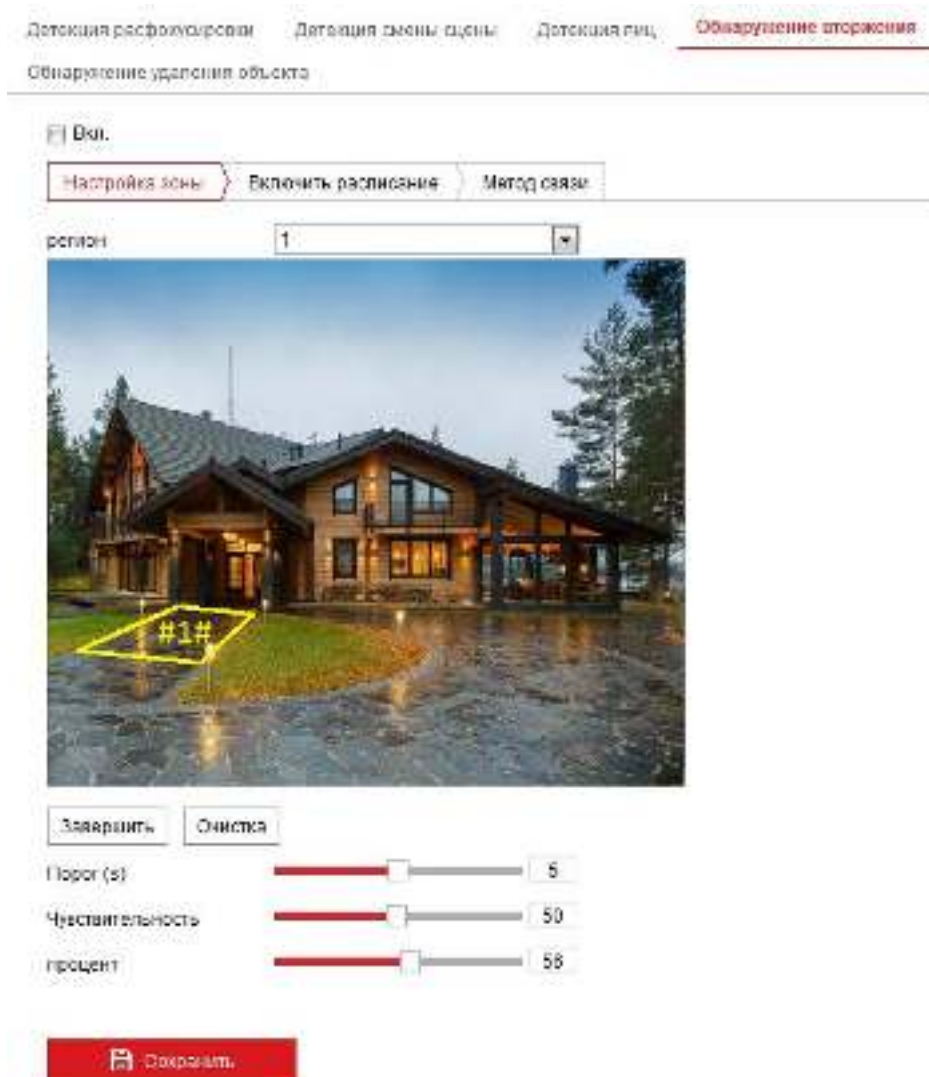 Детекция расфокусировки Детекция смены сцены Детекция лиц Обнаружение вторжения
Обнаружение удаления объекта
Вкл.
Настройка зоны Включить расписание Метод связи
регион 1
#1#
Завершить Очистка
Порог (s) 5
Чувствительность 50
процент 56
Сохранить